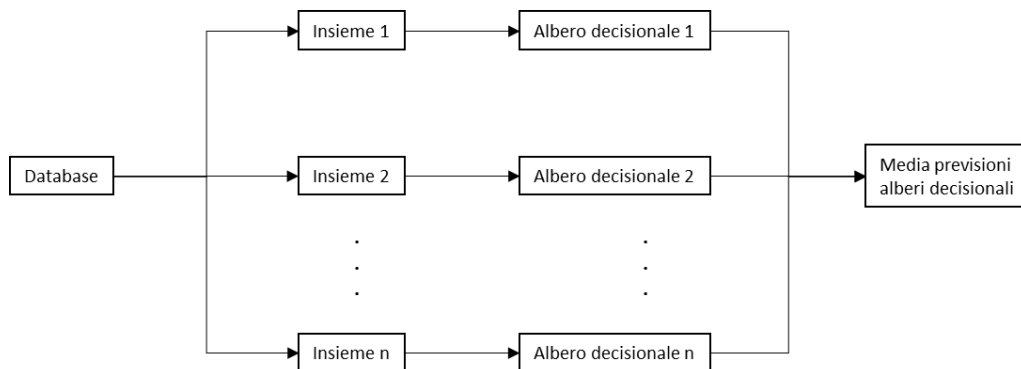 Insieme 1
Albero decisionale 1
Database
Insieme 2
Albero decisionale 2
Media previsioni
alberi decisionali
.
.
.
.
.
.
Insieme n
Albero decisionale n